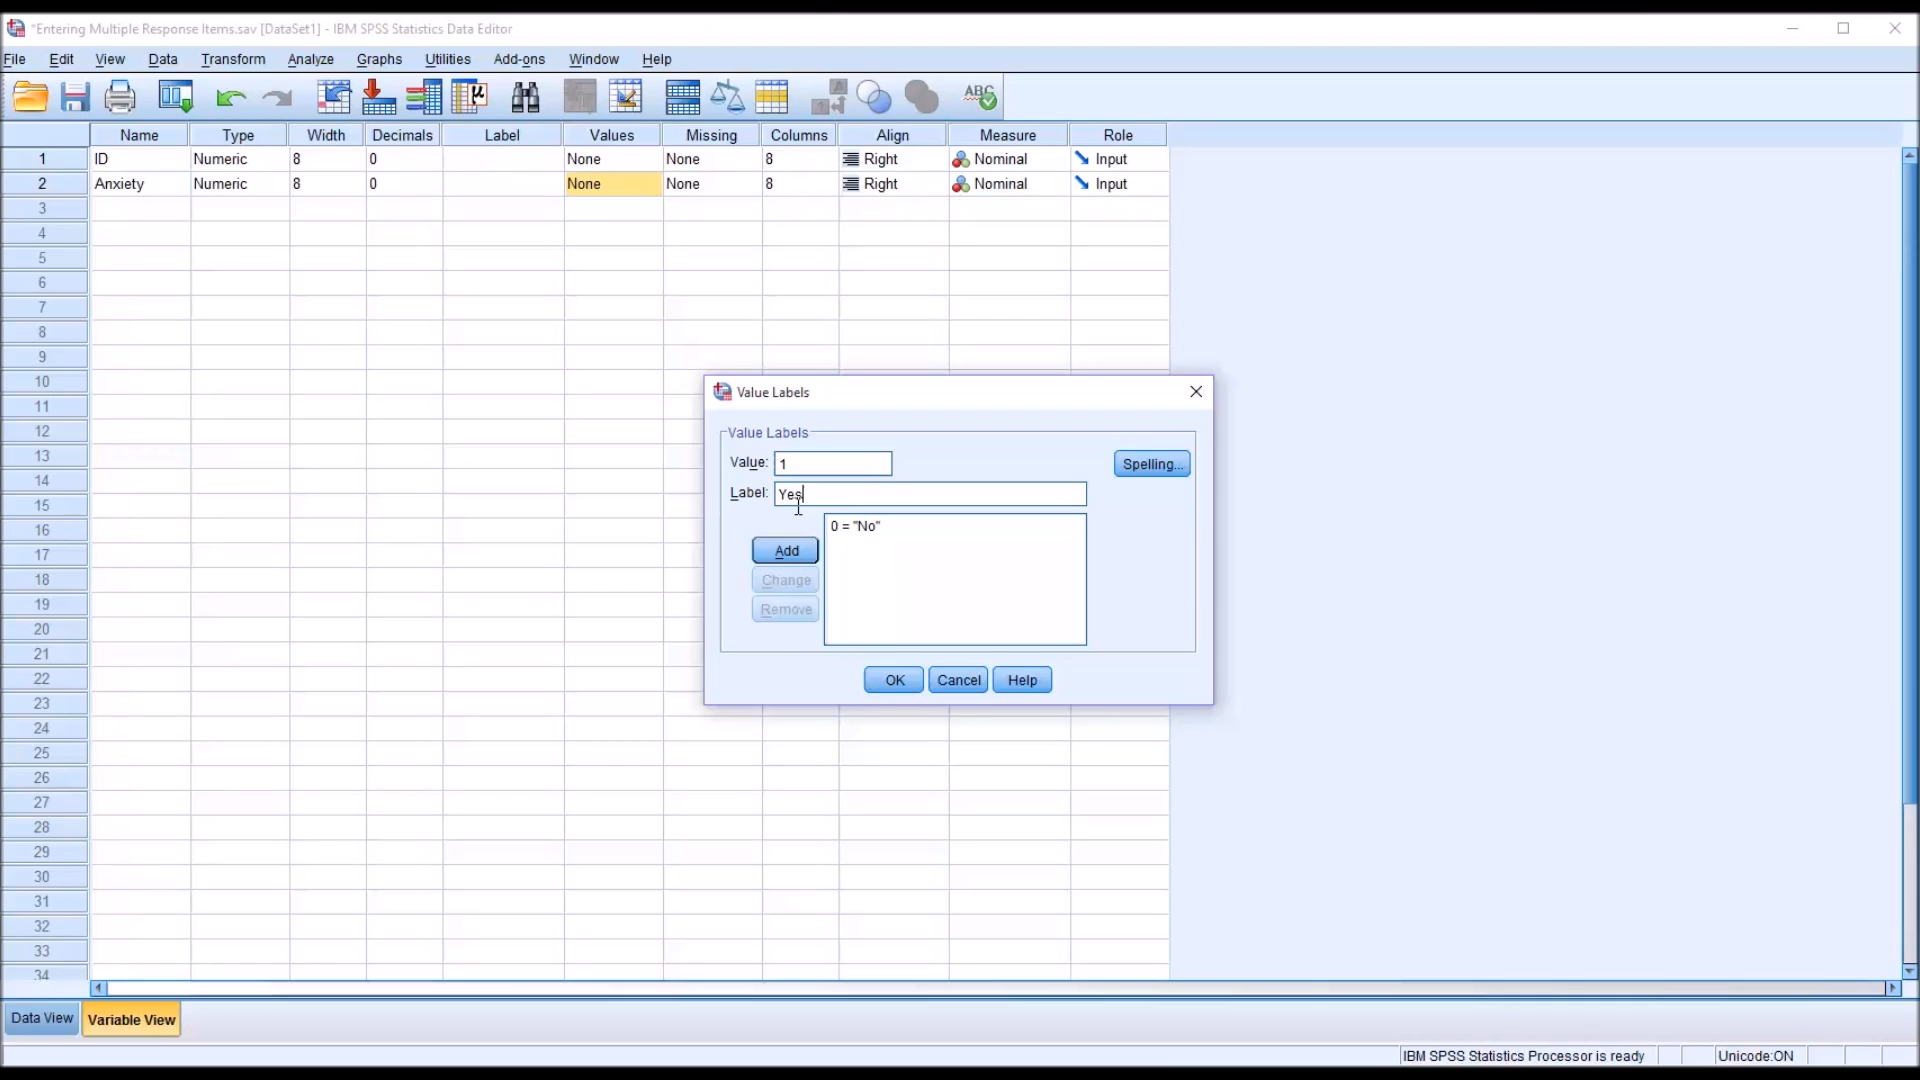 *Entering Multiple Response Items.sav [DataSet1] - IBM SPSS Statistics Data Editor
File Edit View Data Transform Analyze Graphs Utilities Add-ons Window Help
Name Type Width Decimals Label Values Missing Columns Align Measure Role
1 ID Numeric 8 0 None None 8 Right Nominal Input
2 Anxiety Numeric 8 0 None None 8 Right Nominal Input
3
4
5
6
7
8
9
10
11
12
13
14
15
16
17
18
19
20
21
22
23
24
25
26
27
28
29
30
31
32
33
34
Value Labels
Value Labels
Value: 1 Spelling...
Label: Yes
0 = "No"
Add
Change
Remove
OK Cancel Help
Data View Variable View
IBM SPSS Statistics Processor is ready Unicode:ON